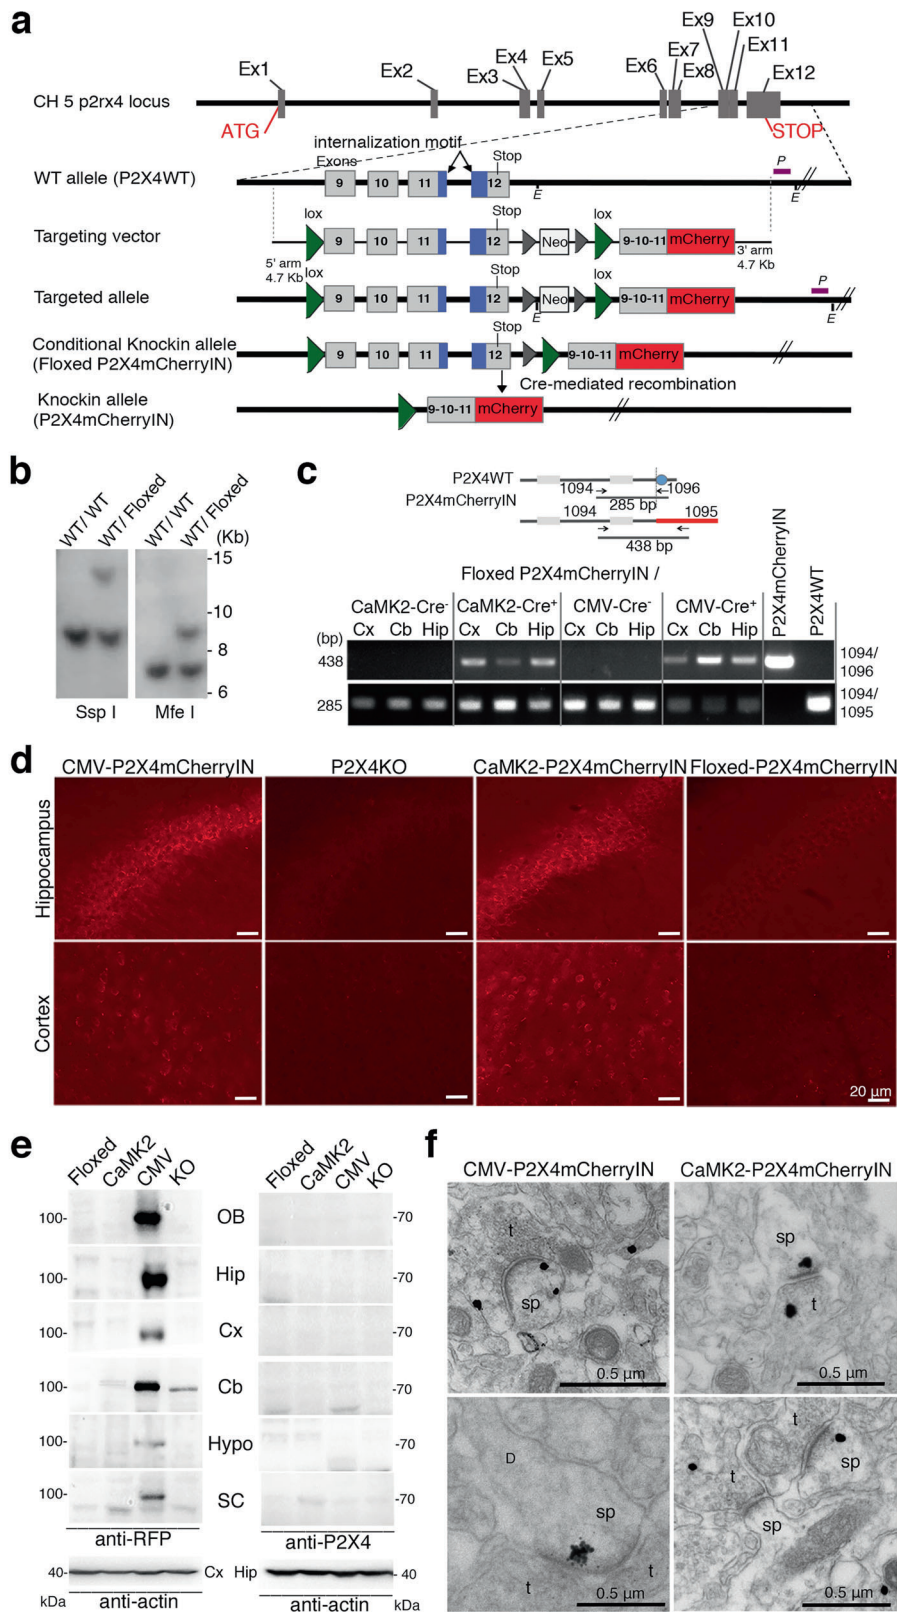 a
Ex1
Ex2
Ex3
Ex4
Ex5
Ex6
Ex7
Ex8
Ex9
Ex10
Ex11
Ex12
CH 5 p2rx4 locus
ATG
STOP
internalization motif
WT allele (P2X4WT)
Exons
9 10 11 12
Stop
E
P
E
Targeting vector
lox
9 10 11 12
Stop
Neo
lox
9-10-11 mCherry
5' arm
4.7 Kb
3' arm
4.7 Kb
Targeted allele
lox
9 10 11 12
Stop
E
Neo
lox
9-10-11 mCherry
P
E
Conditional Knockin allele
(Floxed P2X4mCherryIN)
9 10 11 12
Stop
9-10-11 mCherry
Cre-mediated recombination
Knockin allele
(P2X4mCherryIN)
9-10-11 mCherry
b
WT/ WT
WT/ Floxed
WT/ WT
WT/ Floxed
(Kb)
-15
-10
- 8
- 6
Ssp I
Mfe I
c
P2X4WT
1094
1096
285 bp
P2X4mCherryIN
1094
1095
438 bp
Floxed P2X4mCherryIN /
P2X4mCherryIN
P2X4WT
CaMK2-Cre-
CaMK2-Cre+
CMV-Cre-
CMV-Cre+
(bp)
Cx Cb Hip Cx Cb Hip Cx Cb Hip Cx Cb Hip
438
1094/
1096
285
1094/
1095
d
CMV-P2X4mCherryIN
P2X4KO
CaMK2-P2X4mCherryIN
Floxed-P2X4mCherryIN
Hippocampus
Cortex
20 µm
e
Floxed
CaMK2
CMV
KO
Floxed
CaMK2
CMV
KO
100- OB -70
100- Hip -70
100- Cx -70
100- Cb -70
100- Hypo -70
100- SC -70
anti-RFP
anti-P2X4
40- Cx Hip - 40
kDa
anti-actin
anti-actin
kDa
f
CMV-P2X4mCherryIN
CaMK2-P2X4mCherryIN
t
sp
0.5 µm
sp
t
0.5 µm
D
sp
t
t
0.5 µm
t
sp
t
sp
0.5 µm